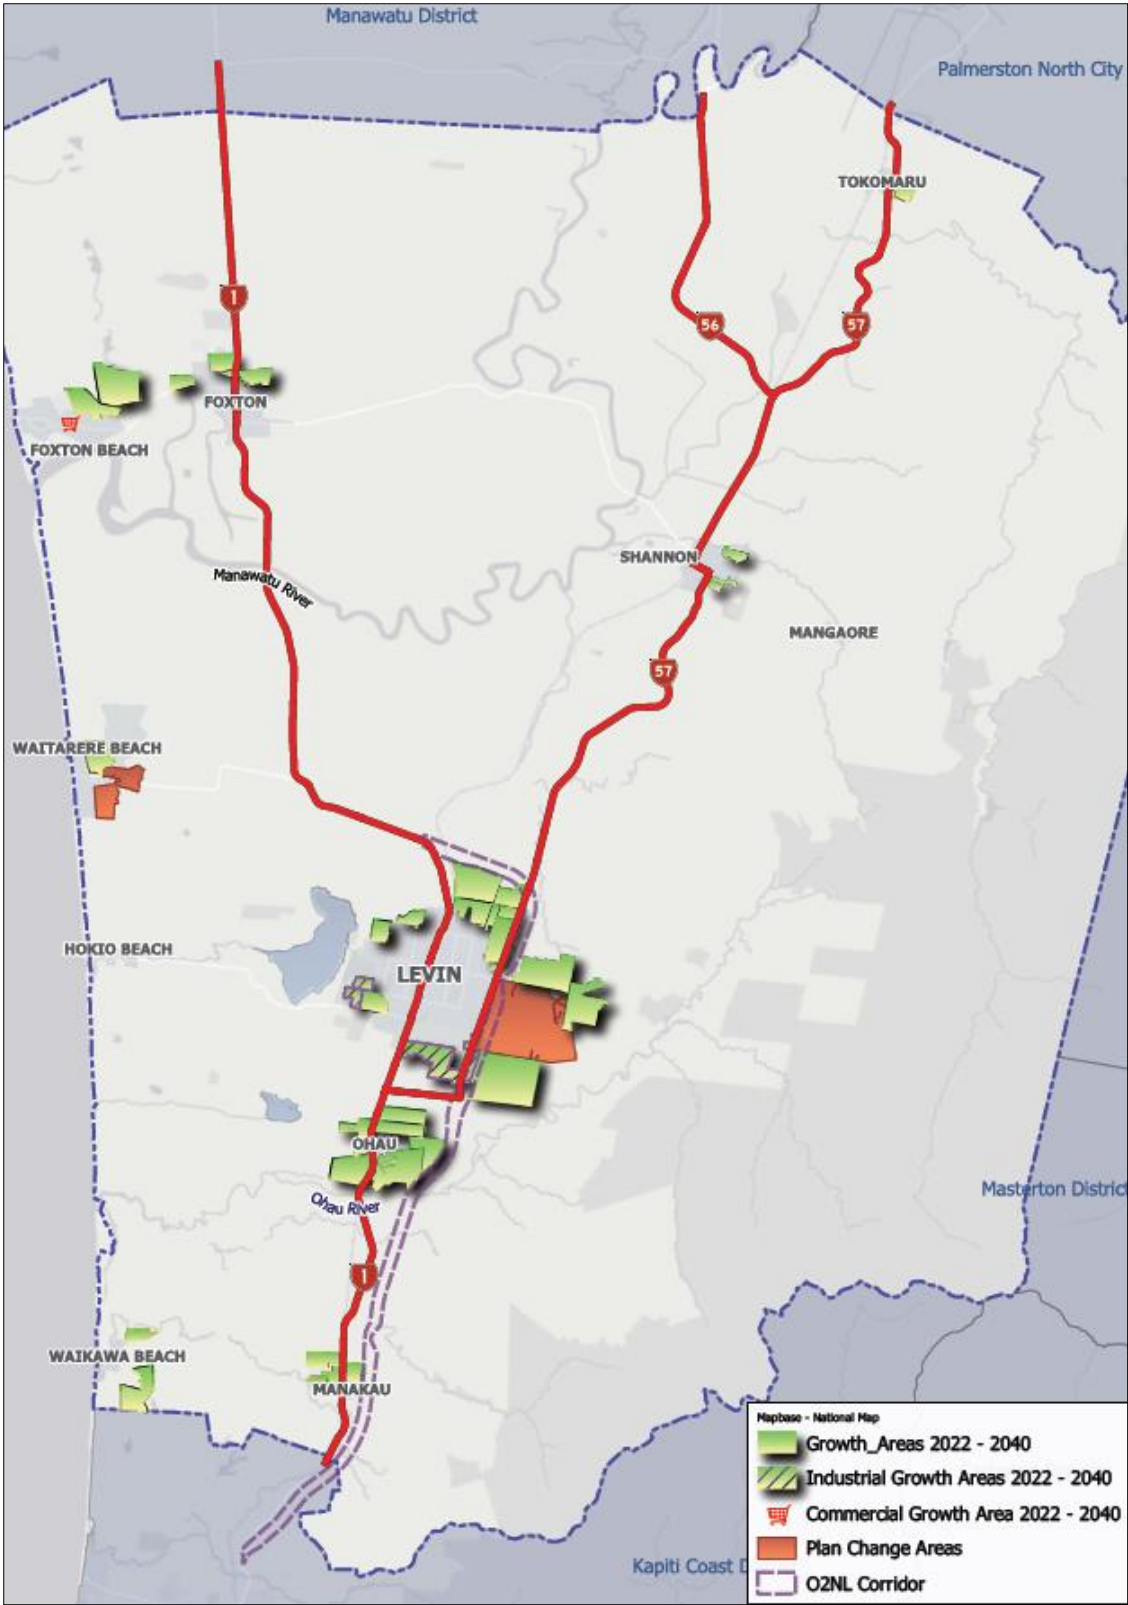 Manawatu District
Palmerston North City
TOKOMARU
1
56
57
FOXTON
FOXTON BEACH
SHANNON
Manawatu River
MANGAORE
57
WAITARERE BEACH
HOKIO BEACH
LEVIN
OHAU
Masterton District
Ohau River
1
WAIKAWA BEACH
MANAKAU
Mapbase - National Map
Growth_Areas 2022 - 2040
Industrial Growth Areas 2022 - 2040
Commercial Growth Area 2022 - 2040
Plan Change Areas
Kapiti Coast D
O2NL Corridor